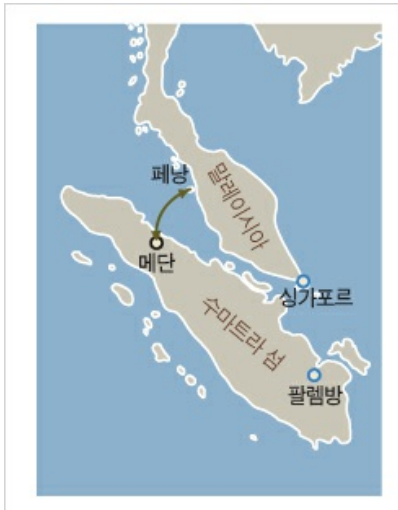 페낭
말레이시아
메단
싱가포르
수마트라 섬
팔렘방